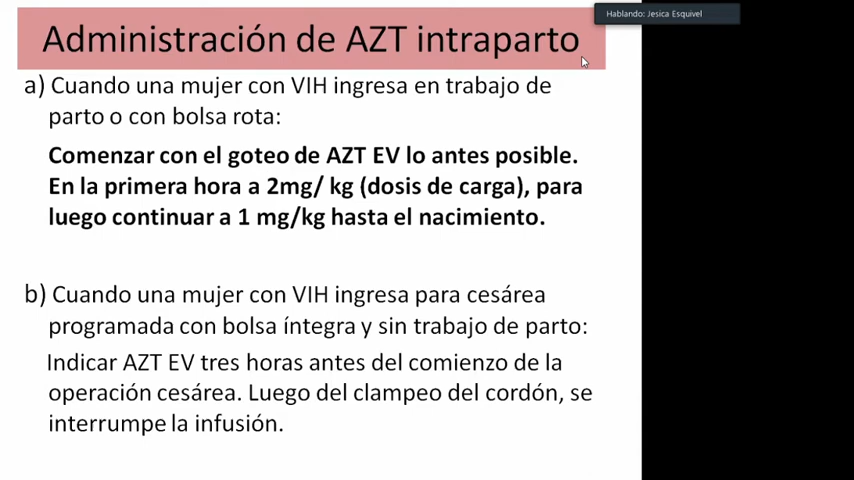 Hablando: Jesica Esquivel
Administración de AZT intraparto
a) Cuando una mujer con VIH ingresa en trabajo de
parto o con bolsa rota:
Comenzar con el goteo de AZT EV lo antes posible.
En la primera hora a 2mg/ kg (dosis de carga), para
luego continuar a 1 mg/kg hasta el nacimiento.
b) Cuando una mujer con VIH ingresa para cesárea
programada con bolsa íntegra y sin trabajo de parto:
Indicar AZT EV tres horas antes del comienzo de la
operación cesárea. Luego del clampeo del cordón, se
interrumpe la infusión.